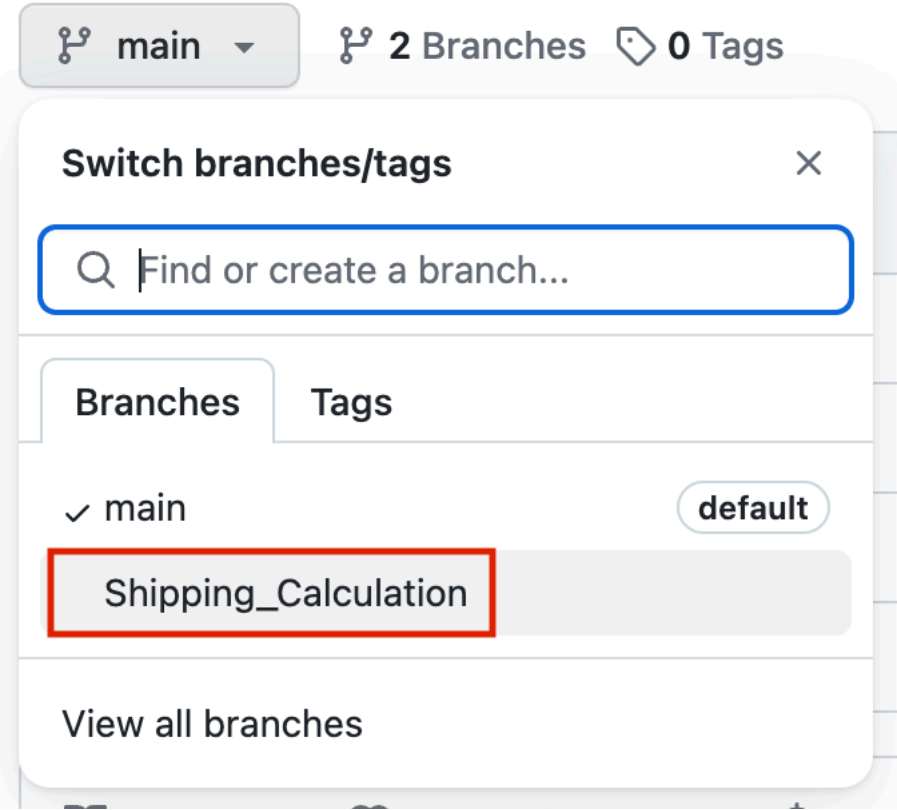 main 2 Branches 0 Tags
Switch branches/tags
Find or create a branch...
Branches Tags
main default
Shipping_Calculation
View all branches